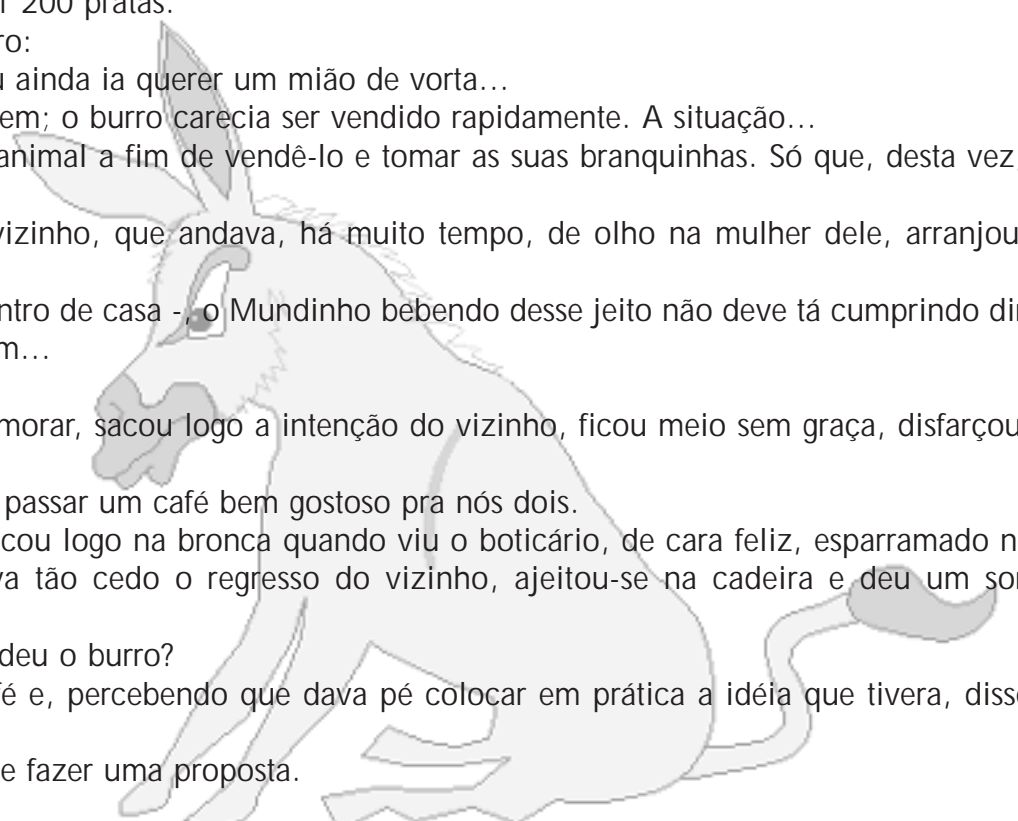 200 pratas.
ro:
ainda ia querer um mião de vorta...
em; o burro carecia ser vendido rapidamente. A situação...
animal a fim de vendê-lo e tomar as suas branquinhas. Só que, desta vez,
vizinho, que andava, há muito tempo, de olho na mulher dele, arranjou
ntro de casa -, o Mundinho bebendo desse jeito não deve tá cumprindo
m...
morar, sacou logo a intenção do vizinho, ficou meio sem graça, disfarçou
passar um café bem gostoso pra nós dois.
cou logo na bronca quando viu o boticário, de cara feliz, esparramado
va tão cedo o regresso do vizinho, ajeitou-se na cadeira e deu um
deu o burro?
fé e, percebendo que dava pé colocar em prática a idéia que tivera,
e fazer uma proposta.